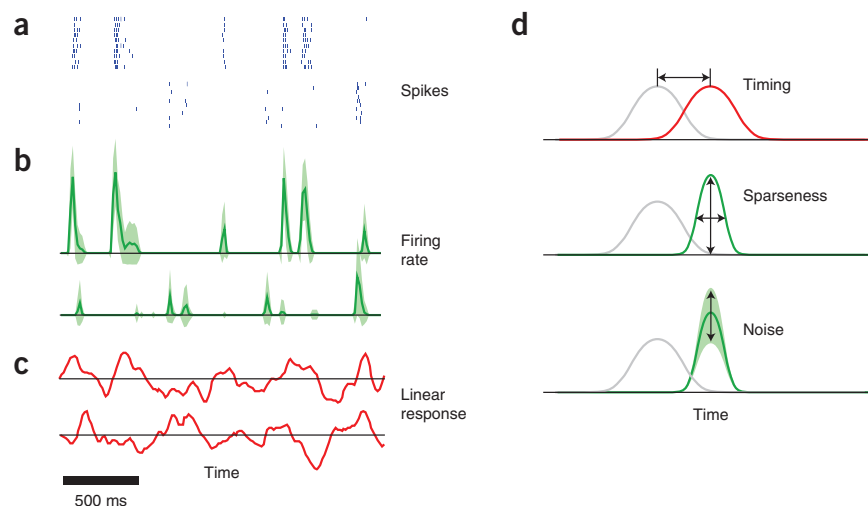 a
Spikes
b
Firing
rate
c
Linear
response
Time
500 ms
d
Timing
Sparseness
Noise
Time